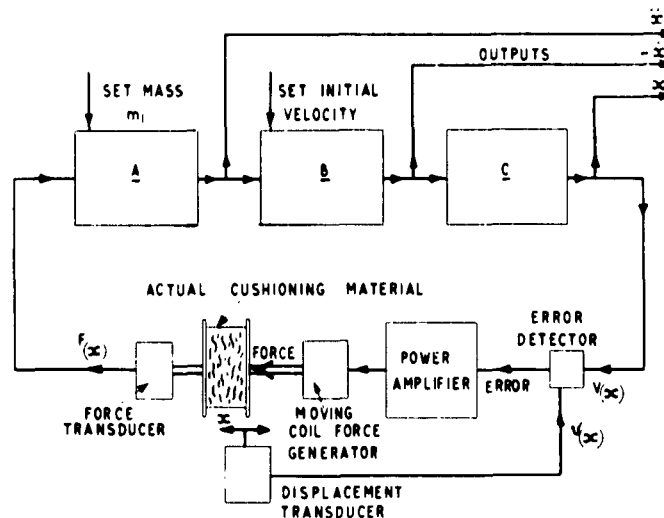 ẍ
OUTPUTS
-ẋ
x
SET MASS
m₁
SET INITIAL
VELOCITY
A
B
C
ACTUAL CUSHIONING MATERIAL
ERROR
DETECTOR
F(x)
FORCE
POWER
AMPLIFIER
ERROR
V(x)
V(x)
FORCE
TRANSDUCER
x
MOVING
COIL FORCE
GENERATOR
DISPLACEMENT
TRANSDUCER